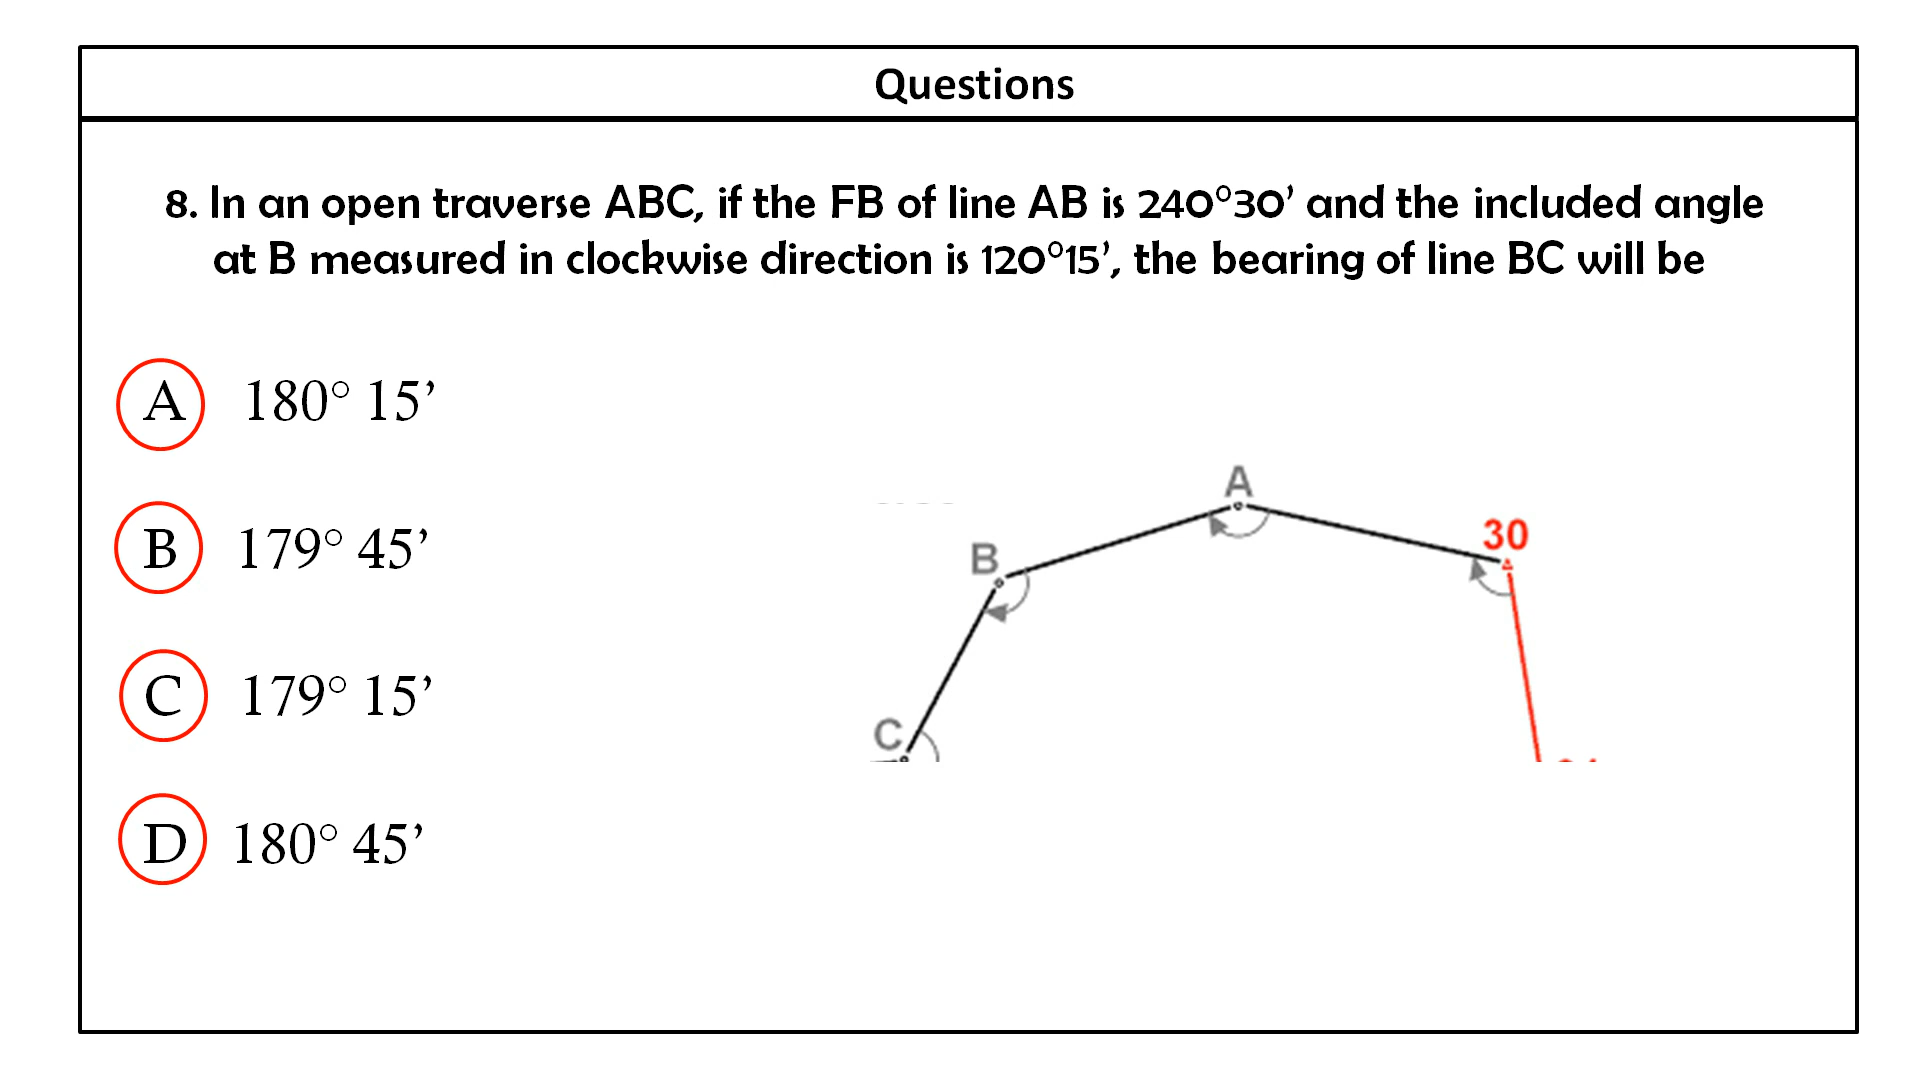 Questions
8. In an open traverse ABC, if the FB of line AB is 240°30’ and the included angle
at B measured in clockwise direction is 120°15’, the bearing of line BC will be
A 180° 15’
B 179° 45’
C 179° 15’
D 180° 45’
A
30
B
C